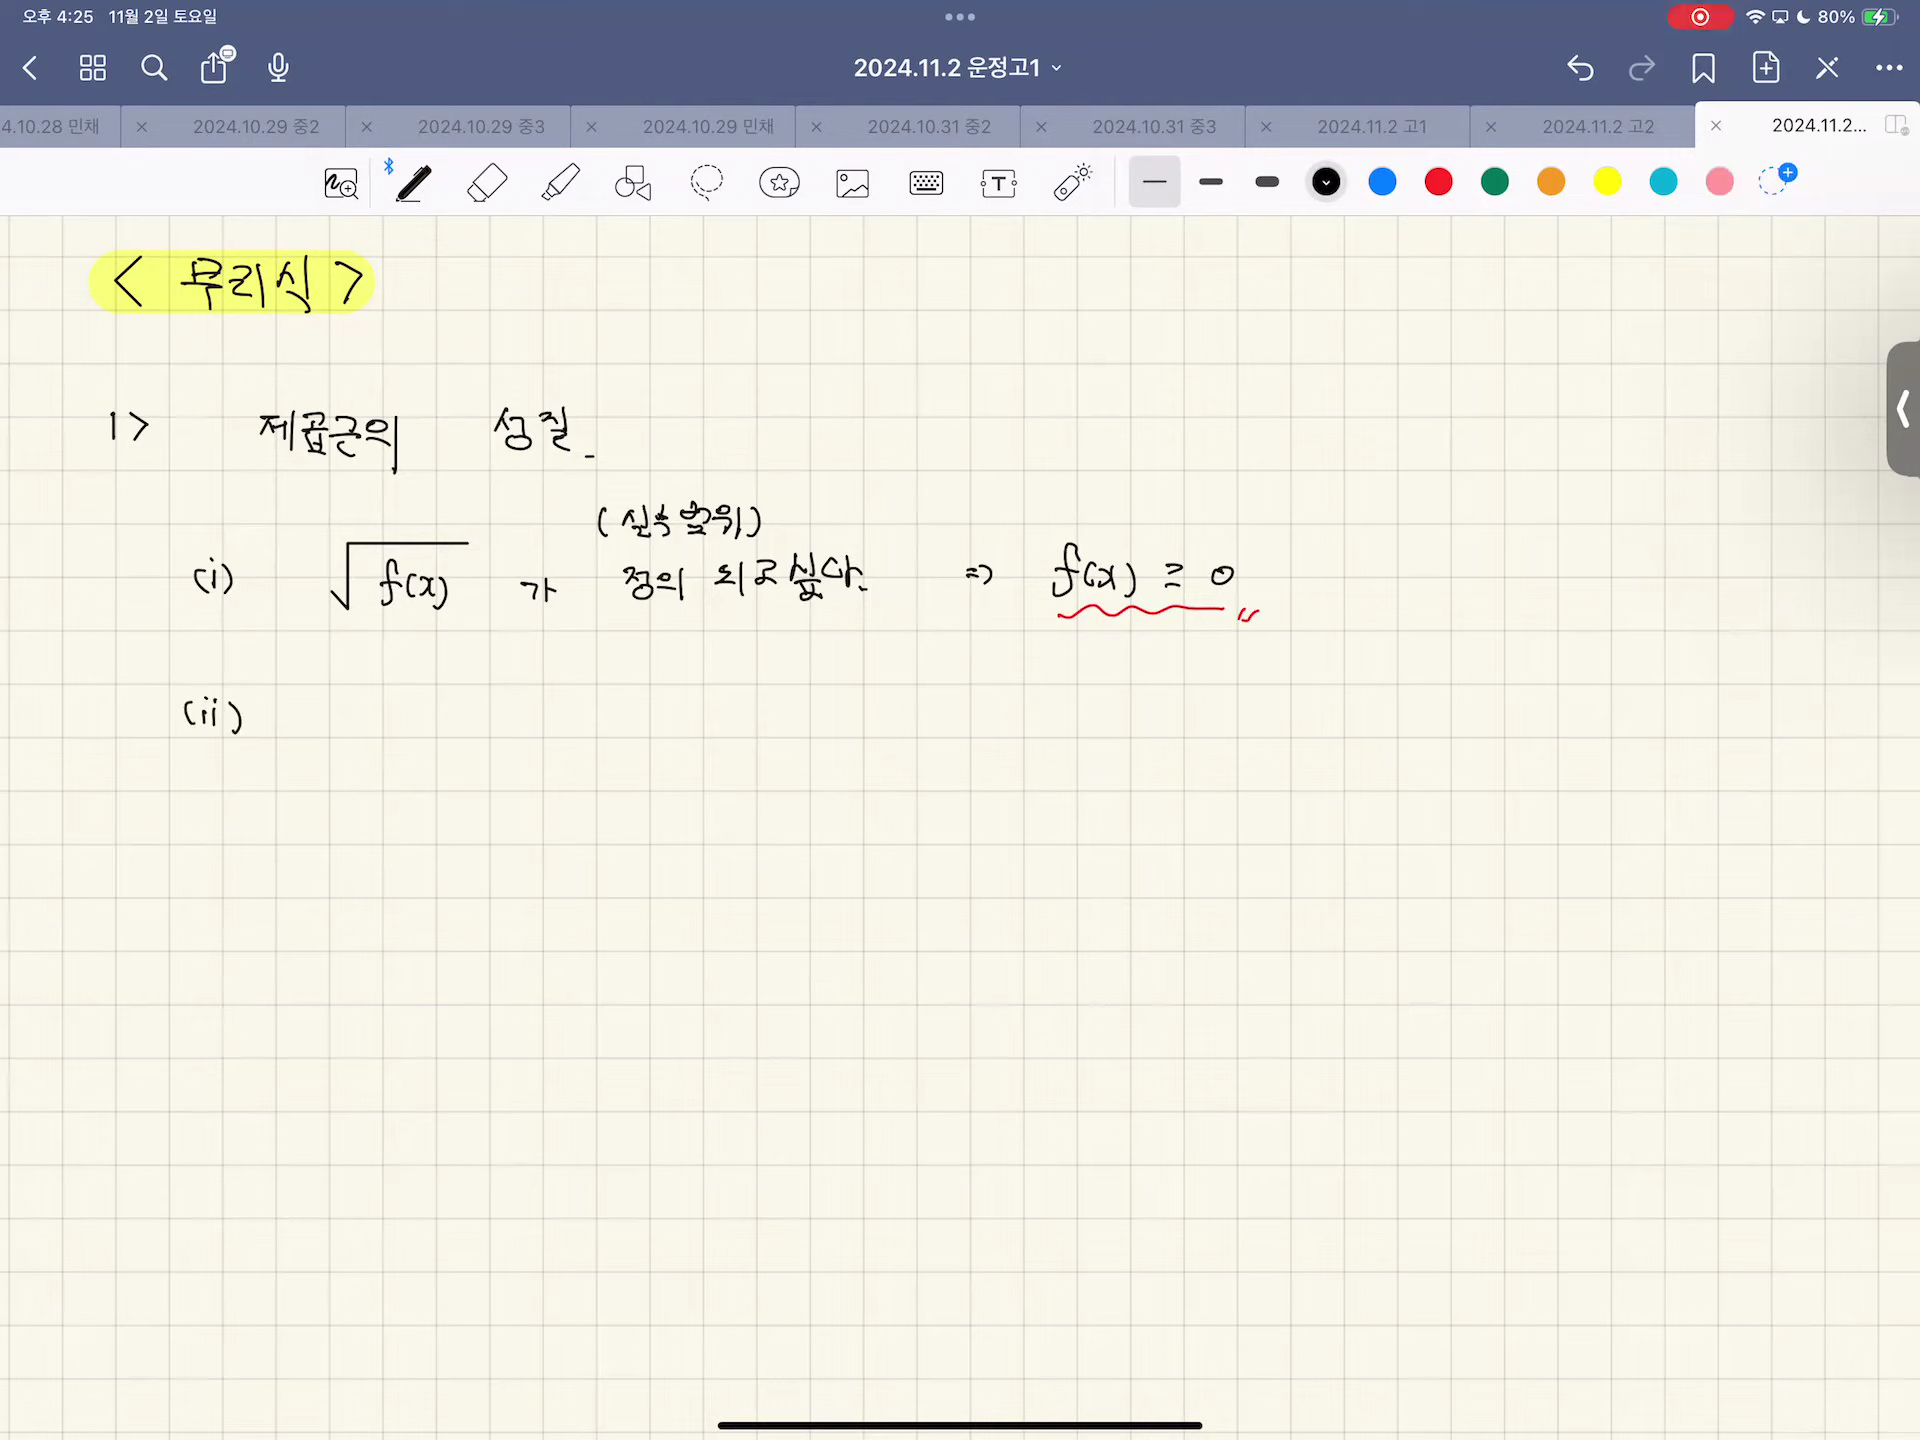 오후 4:25 11월 2일 토요일
80%
2024.11.2 운정고1
4.10.28 민채
2024.10.29 중2
2024.10.29 중3
2024.10.29 민채
2024.10.31 중2
2024.10.31 중3
2024.11.2 고1
2024.11.2 고2
2024.11.2...
< 무리식 >
1> 제곱근의 성질.
(실수 범위)
(i) √f(x) 가 정의 되고싶다. ⇒ f(x) ≥ 0
(ii)